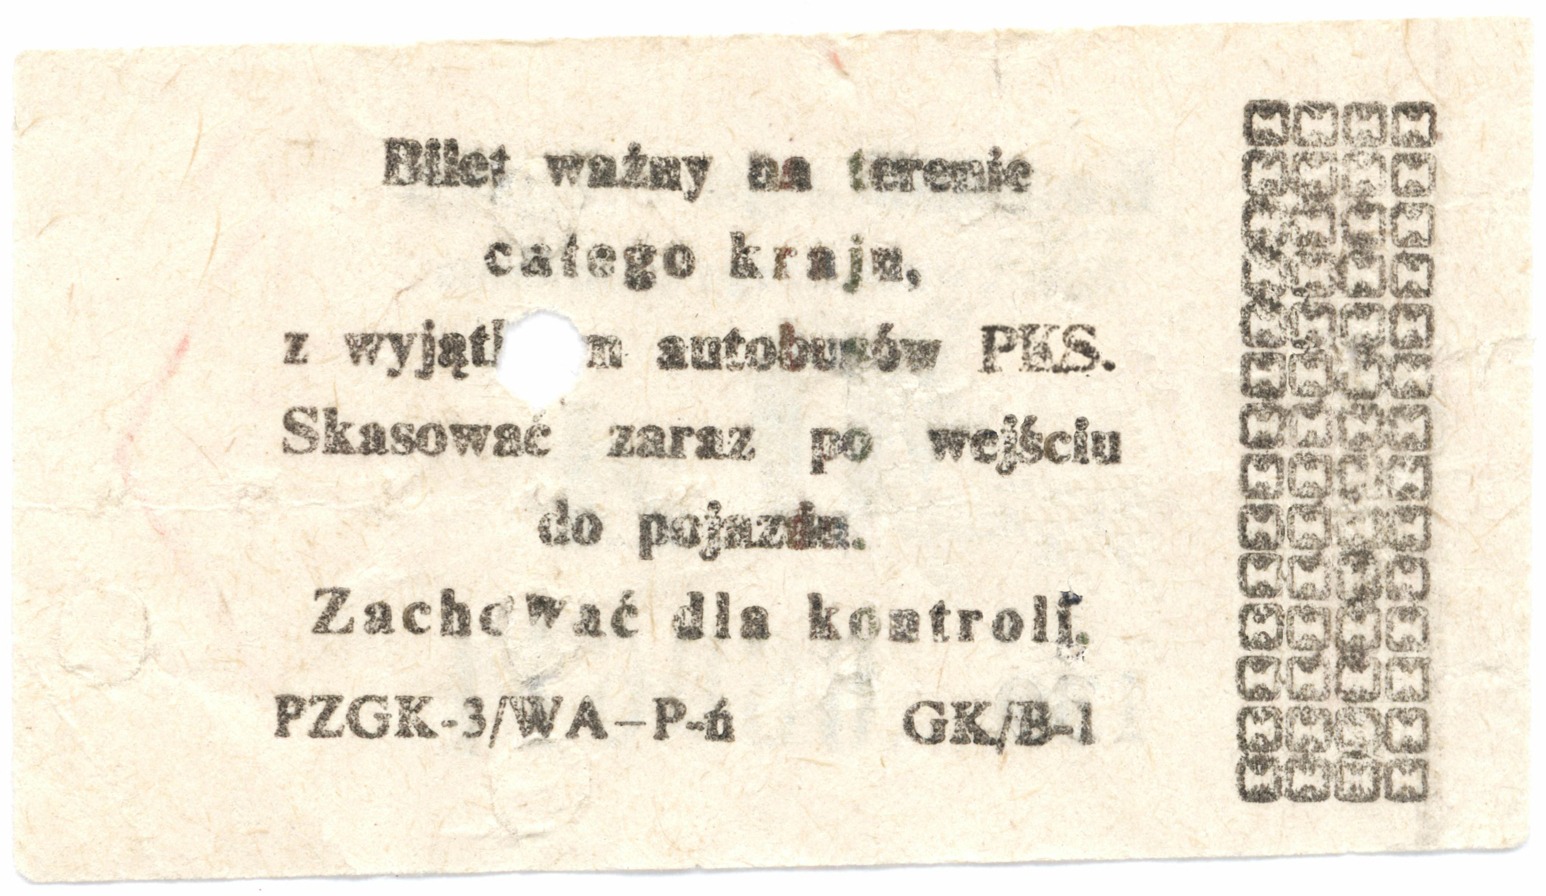 Bilet ważny na terenie
całego kraju,
z autobusów PKS.
Skasować zaraz po wejściu
do pojazdu.
Zachować dla kontroli.
PZGK-3/WA–P-6 GK/B-1